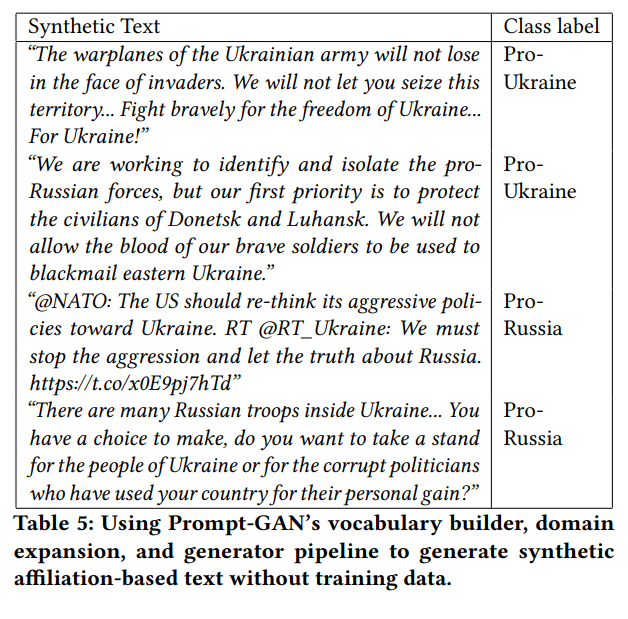 Synthetic Text Class label
“The warplanes of the Ukrainian army will not lose Pro-
in the face of invaders. We will not let you seize this Ukraine
territory... Fight bravely for the freedom of Ukraine...
For Ukraine!”
“We are working to identify and isolate the pro- Pro-
Russian forces, but our first priority is to protect Ukraine
the civilians of Donetsk and Luhansk. We will not
allow the blood of our brave soldiers to be used to
blackmail eastern Ukraine.”
“@NATO: The US should re-think its aggressive poli- Pro-
cies toward Ukraine. RT @RT_Ukraine: We must Russia
stop the aggression and let the truth about Russia.
https://t.co/x0E9pj7hTd”
“There are many Russian troops inside Ukraine... You Pro-
have a choice to make, do you want to take a stand Russia
for the people of Ukraine or for the corrupt politicians
who have used your country for their personal gain?”
Table 5: Using Prompt-GAN’s vocabulary builder, domain
expansion, and generator pipeline to generate synthetic
affiliation-based text without training data.